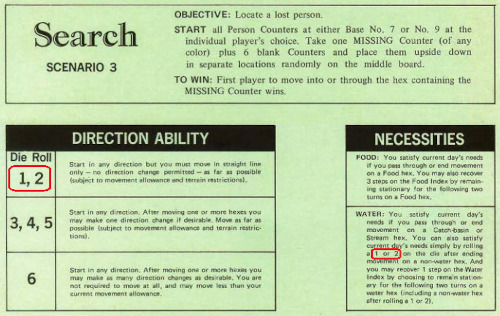 Search
SCENARIO 3
OBJECTIVE: Locate a lost person.
START all Person Counters at either Base No. 7 or No. 9 at the
individual player's choice. Take one MISSING Counter (of any
color) plus 6 blank Counters and place them upside down
in separate locations randomly on the middle board.
TO WIN: First player to move into or through the hex containing the
MISSING Counter wins.
DIRECTION ABILITY
Die Roll
1, 2
Start in any direction but you must move in straight line
only — no direction change permitted — as far as possible
(subject to movement allowance and terrain restrictions).
3, 4, 5
Start in any direction. After moving one or more hexes you
may make one direction change if desirable. Move as far as
possible (subject to movement allowance and terrain restric-
tions).
6
Start in any direction. After moving one or more hexes you
may make as many direction changes as desirable. You are
not required to move at all, and may move less than your
current movement allowance.
NECESSITIES
FOOD: You satisfy current day's needs
if you pass through or end movement
on a Food hex. You may also recover
3 steps on the Food Index by remain-
ing stationary for the following two
turns on a Food hex.
WATER: You satisfy current day's
needs if you pass through or end
movement on a Catch-basin or
Stream hex. You can also satisfy
current day's needs simply by rolling
a 1 or 2 on the die after ending
movement on a non-water hex. And
you may recover 1 step on the Water
Index by choosing to remain station-
ary for the following two turns on a
water hex (including a non-water hex
after rolling a 1 or 2).